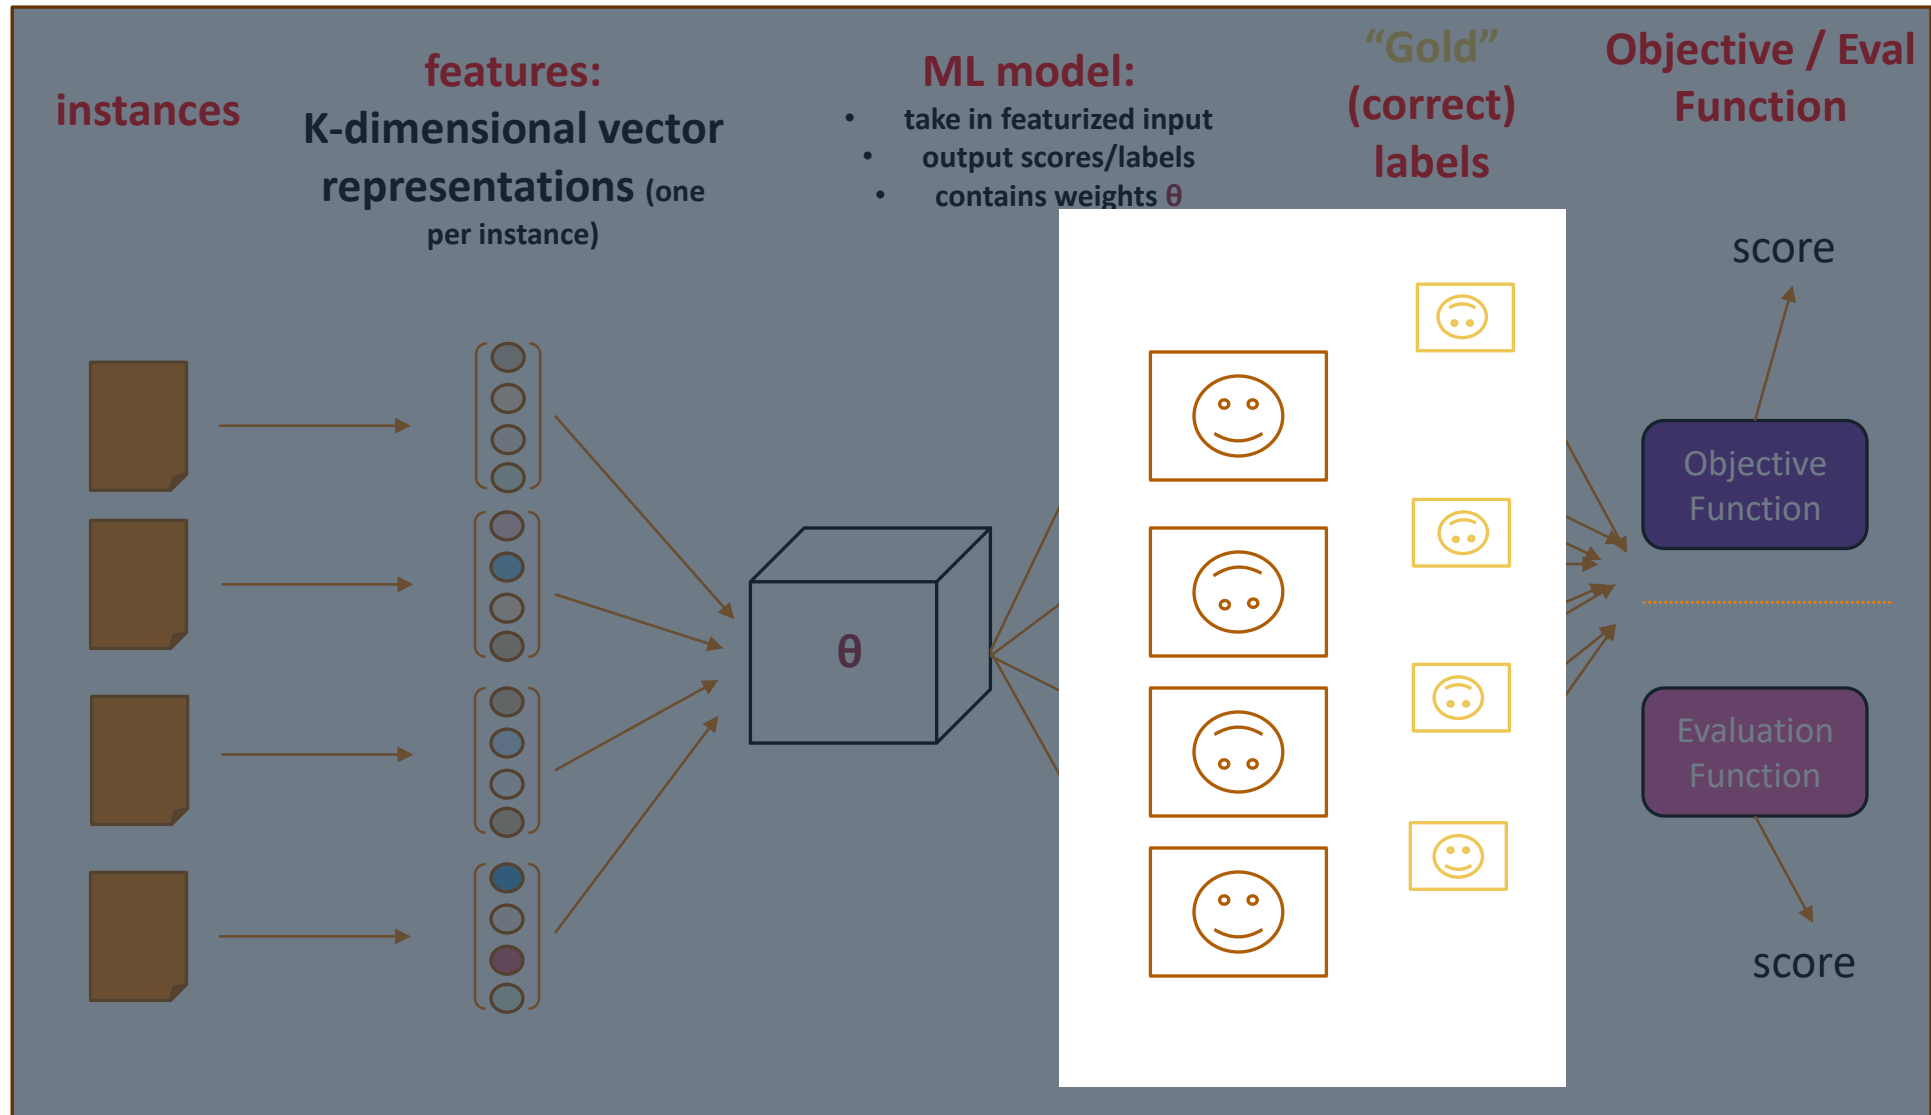 instances
features:
K-dimensional vector
representations (one
per instance)
ML model:
• take in featurized input
• output scores/labels
• contains weights θ
“Gold”
(correct)
labels
Objective / Eval
Function
score
θ
Objective
Function
Evaluation
Function
score